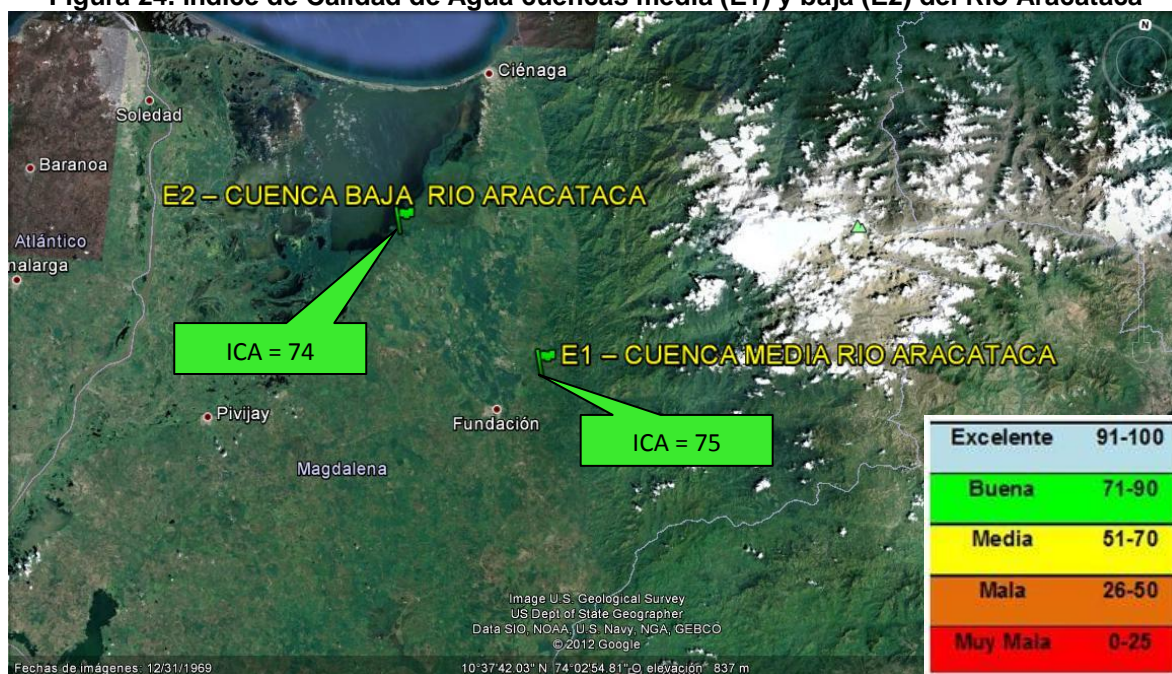 Figura 24. Índice de Calidad de Agua cuencas media (E1) y baja (E2) del Río Aracataca
N
Ciénaga
Soledad
Baranoa
E2 – CUENCA BAJA RIO ARACATACA
Atlántico
nalarga
ICA = 74
E1 – CUENCA MEDIA RIO ARACATACA
Pivijay
Fundación
ICA = 75
Magdalena
Excelente 91-100
Buena 71-90
Media 51-70
Mala 26-50
Muy Mala 0-25
Image U.S. Geological Survey
US Dept of State Geographer
Data SIO, NOAA, U.S. Navy, NGA, GEBCO
© 2012 Google
Fechas de imágenes: 12/31/1969 10°37'42.03" N 74°02'54.81" O elevación 837 m